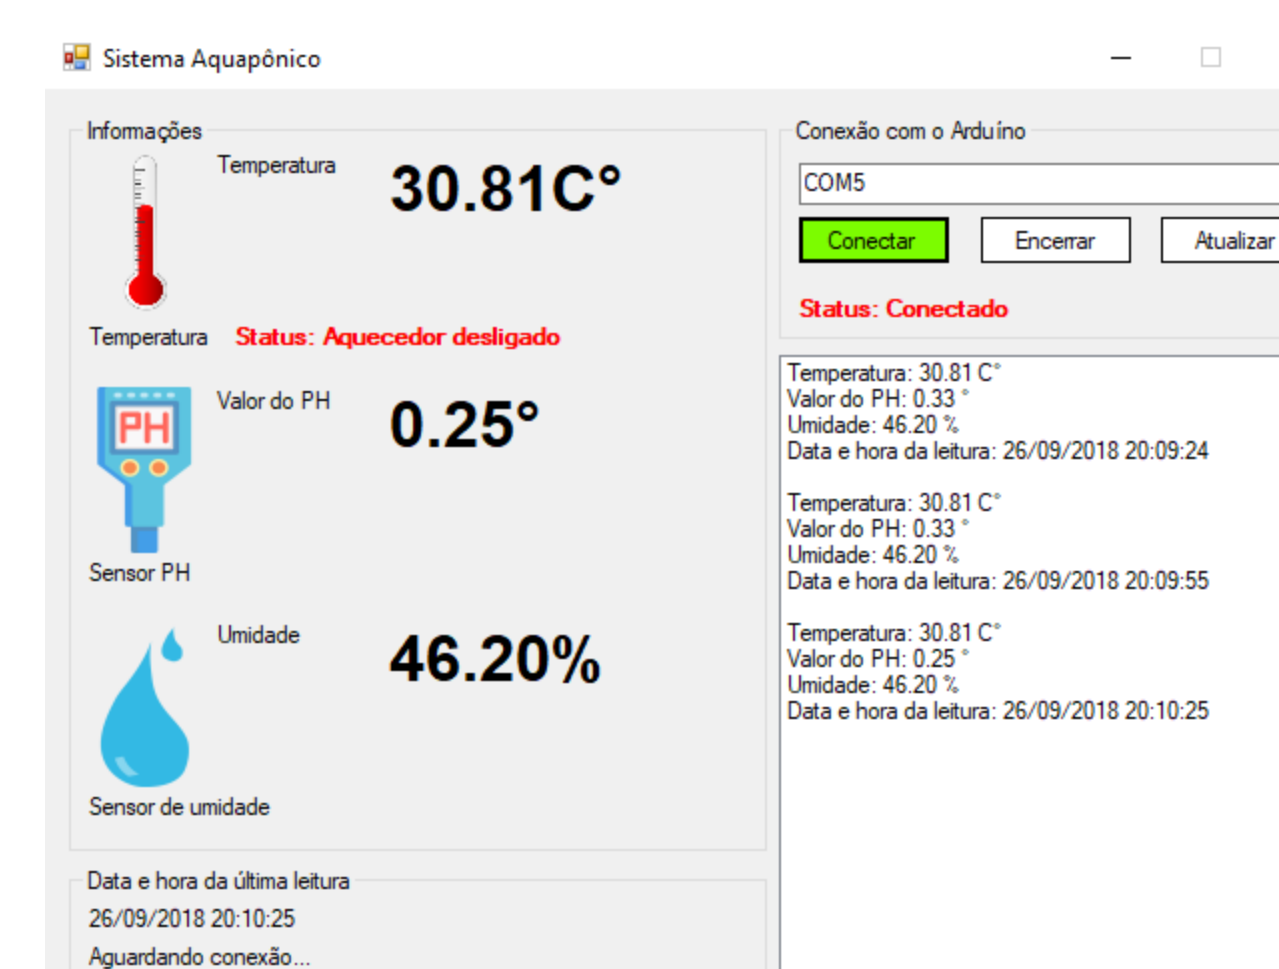 Sistema Aquapônico
Informações
Temperatura
30.81C°
Temperatura
Status: Aquecedor desligado
PH
Valor do PH
0.25°
Sensor PH
Umidade
46.20%
Sensor de umidade
Data e hora da última leitura
26/09/2018 20:10:25
Aguardando conexão...
Conexão com o Arduíno
COM5
Conectar
Encerrar
Atualizar
Status: Conectado
Temperatura: 30.81 C°
Valor do PH: 0.33 °
Umidade: 46.20 %
Data e hora da leitura: 26/09/2018 20:09:24
Temperatura: 30.81 C°
Valor do PH: 0.33 °
Umidade: 46.20 %
Data e hora da leitura: 26/09/2018 20:09:55
Temperatura: 30.81 C°
Valor do PH: 0.25 °
Umidade: 46.20 %
Data e hora da leitura: 26/09/2018 20:10:25